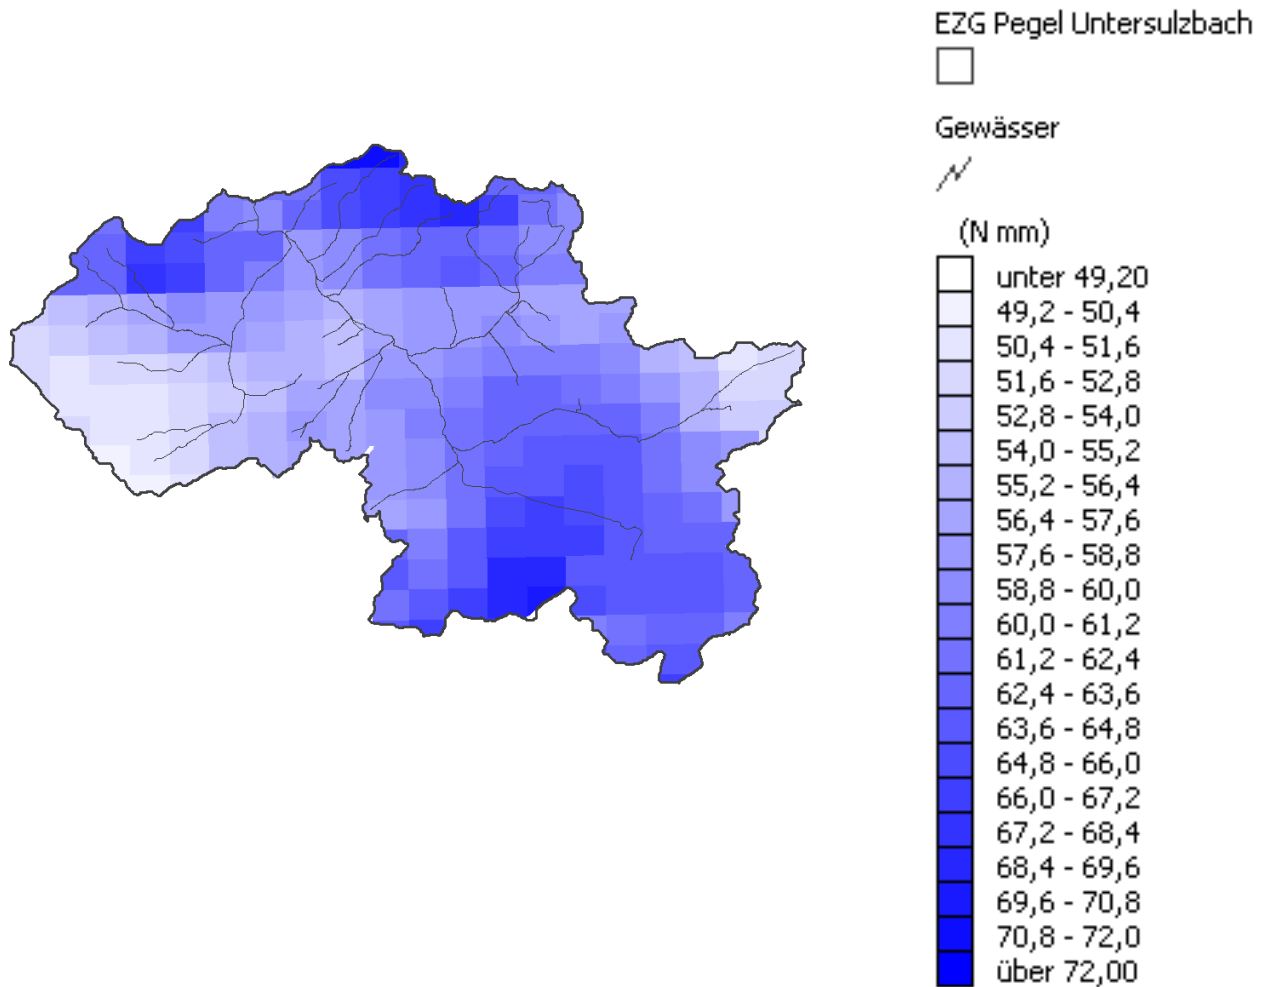 EZG Pegel Untersulzbach
Gewässer
(N mm)
unter 49,20
49,2 - 50,4
50,4 - 51,6
51,6 - 52,8
52,8 - 54,0
54,0 - 55,2
55,2 - 56,4
56,4 - 57,6
57,6 - 58,8
58,8 - 60,0
60,0 - 61,2
61,2 - 62,4
62,4 - 63,6
63,6 - 64,8
64,8 - 66,0
66,0 - 67,2
67,2 - 68,4
68,4 - 69,6
69,6 - 70,8
70,8 - 72,0
über 72,00